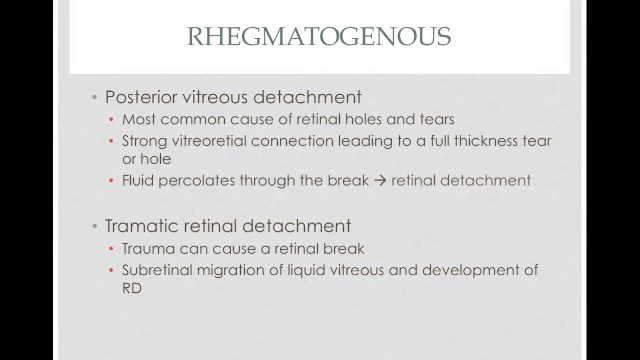 RHEGMATOGENOUS
• Posterior vitreous detachment
• Most common cause of retinal holes and tears
• Strong vitreoretial connection leading to a full thickness tear
or hole
• Fluid percolates through the break → retinal detachment
• Tramatic retinal detachment
• Trauma can cause a retinal break
• Subretinal migration of liquid vitreous and development of
RD